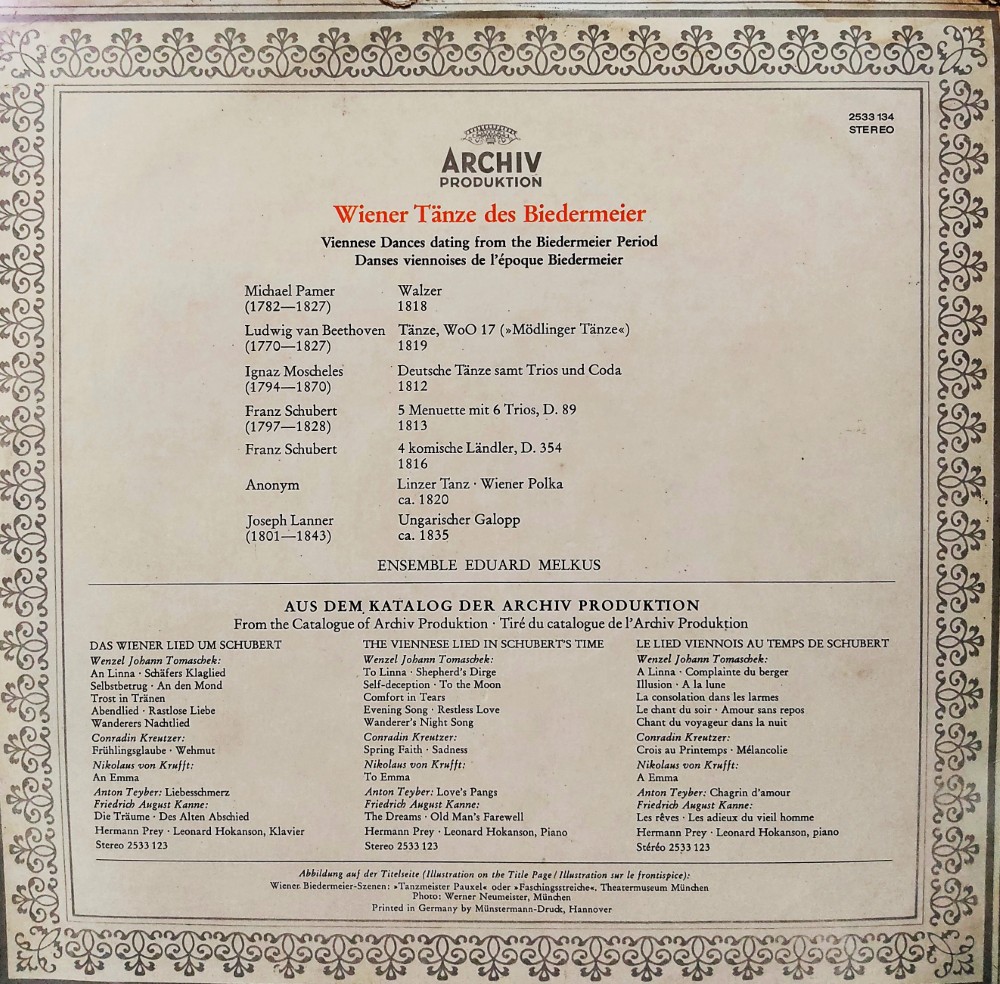 2533 134
STEREO
ARCHIV
PRODUKTION
Wiener Tänze des Biedermeier
Viennese Dances dating from the Biedermeier Period
Danses viennoises de l'époque Biedermeier
Michael Pamer Walzer
(1782—1827) 1818
Ludwig van Beethoven Tänze, WoO 17 (»Mödlinger Tänze«)
(1770—1827) 1819
Ignaz Moscheles Deutsche Tänze samt Trios und Coda
(1794—1870) 1812
Franz Schubert 5 Menuette mit 6 Trios, D. 89
(1797—1828) 1813
Franz Schubert 4 komische Ländler, D. 354
1816
Anonym Linzer Tanz · Wiener Polka
ca. 1820
Joseph Lanner Ungarischer Galopp
(1801—1843) ca. 1835
ENSEMBLE EDUARD MELKUS
AUS DEM KATALOG DER ARCHIV PRODUKTION
From the Catalogue of Archiv Produktion · Tiré du catalogue de l'Archiv Produktion
DAS WIENER LIED UM SCHUBERT
Wenzel Johann Tomaschek:
An Linna · Schäfers Klaglied
Selbstbetrug · An den Mond
Trost in Tränen
Abendlied · Rastlose Liebe
Wanderers Nachtlied
Conradin Kreutzer:
Frühlingsglaube · Wehmut
Nikolaus von Krufft:
An Emma
Anton Teyber: Liebesschmerz
Friedrich August Kanne:
Die Träume · Des Alten Abschied
Hermann Prey · Leonard Hokanson, Klavier
Stereo 2533 123
THE VIENNESE LIED IN SCHUBERT'S TIME
Wenzel Johann Tomaschek:
To Linna · Shepherd's Dirge
Self-deception · To the Moon
Comfort in Tears
Evening Song · Restless Love
Wanderer's Night Song
Conradin Kreutzer:
Spring Faith · Sadness
Nikolaus von Krufft:
To Emma
Anton Teyber: Love's Pangs
Friedrich August Kanne:
The Dreams · Old Man's Farewell
Hermann Prey · Leonard Hokanson, Piano
Stereo 2533 123
LE LIED VIENNOIS AU TEMPS DE SCHUBERT
Wenzel Johann Tomaschek:
A Linna · Complainte du berger
Illusion · A la lune
La consolation dans les larmes
Le chant du soir · Amour sans repos
Chant du voyageur dans la nuit
Conradin Kreutzer:
Crois au Printemps · Mélancolie
Nikolaus von Krufft:
A Emma
Anton Teyber: Chagrin d'amour
Friedrich August Kanne:
Les rêves · Les adieux du vieil homme
Hermann Prey · Leonard Hokanson, piano
Stéréo 2533 123
Abbildung auf der Titelseite (Illustration on the Title Page / Illustration sur le frontispice):
Wiener Biedermeier-Szenen: »Tanzmeister Pauxel« oder »Faschingsstreiche«. Theatermuseum München
Photo: Werner Neumeister, München
Printed in Germany by Münstermann-Druck, Hannover